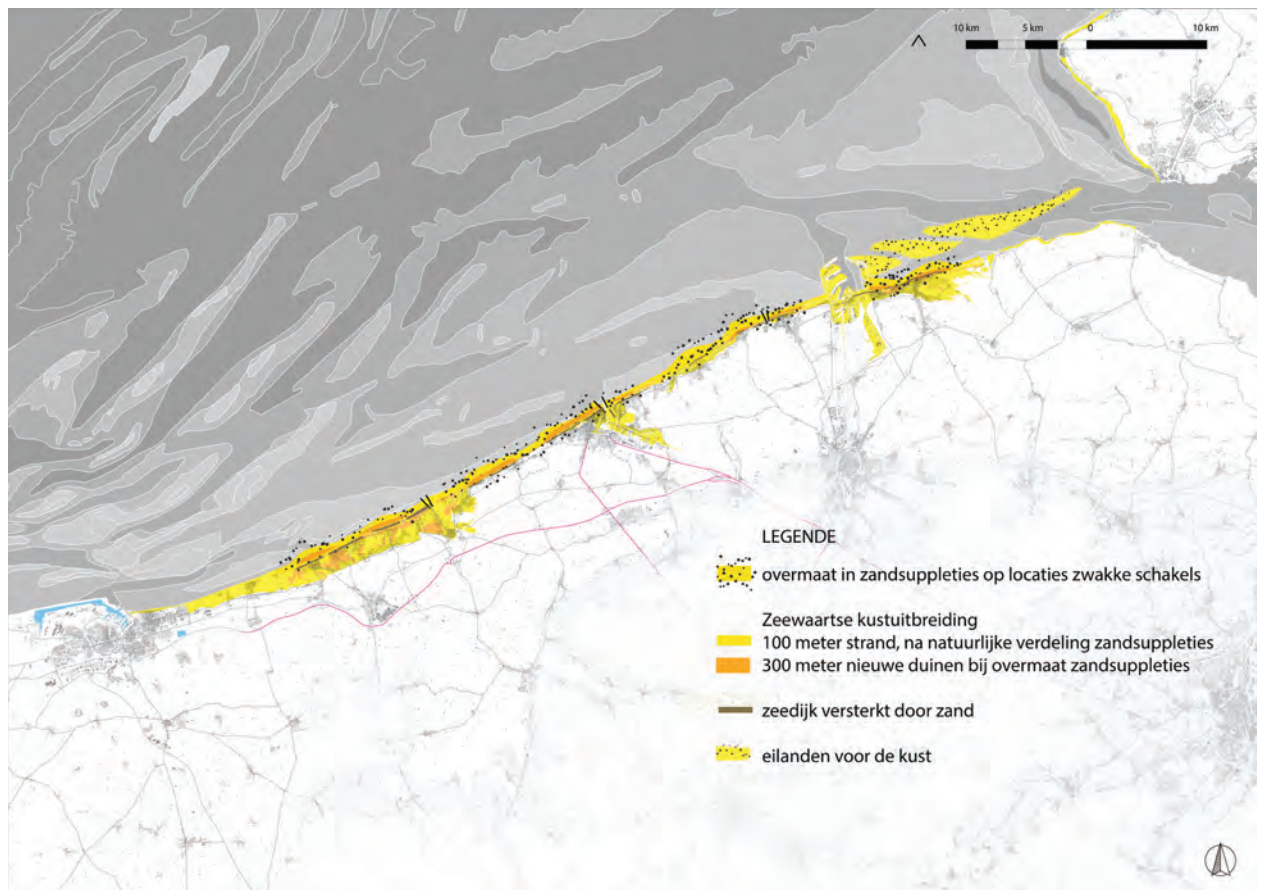 10 km 5 km 0 10 km
LEGENDE
overmaat in zandsuppleties op locaties zwakke schakels
Zeewaartse kustuitbreiding
100 meter strand, na natuurlijke verdeling zandsuppleties
300 meter nieuwe duinen bij overmaat zandsuppleties
zeedijk versterkt door zand
eilanden voor de kust